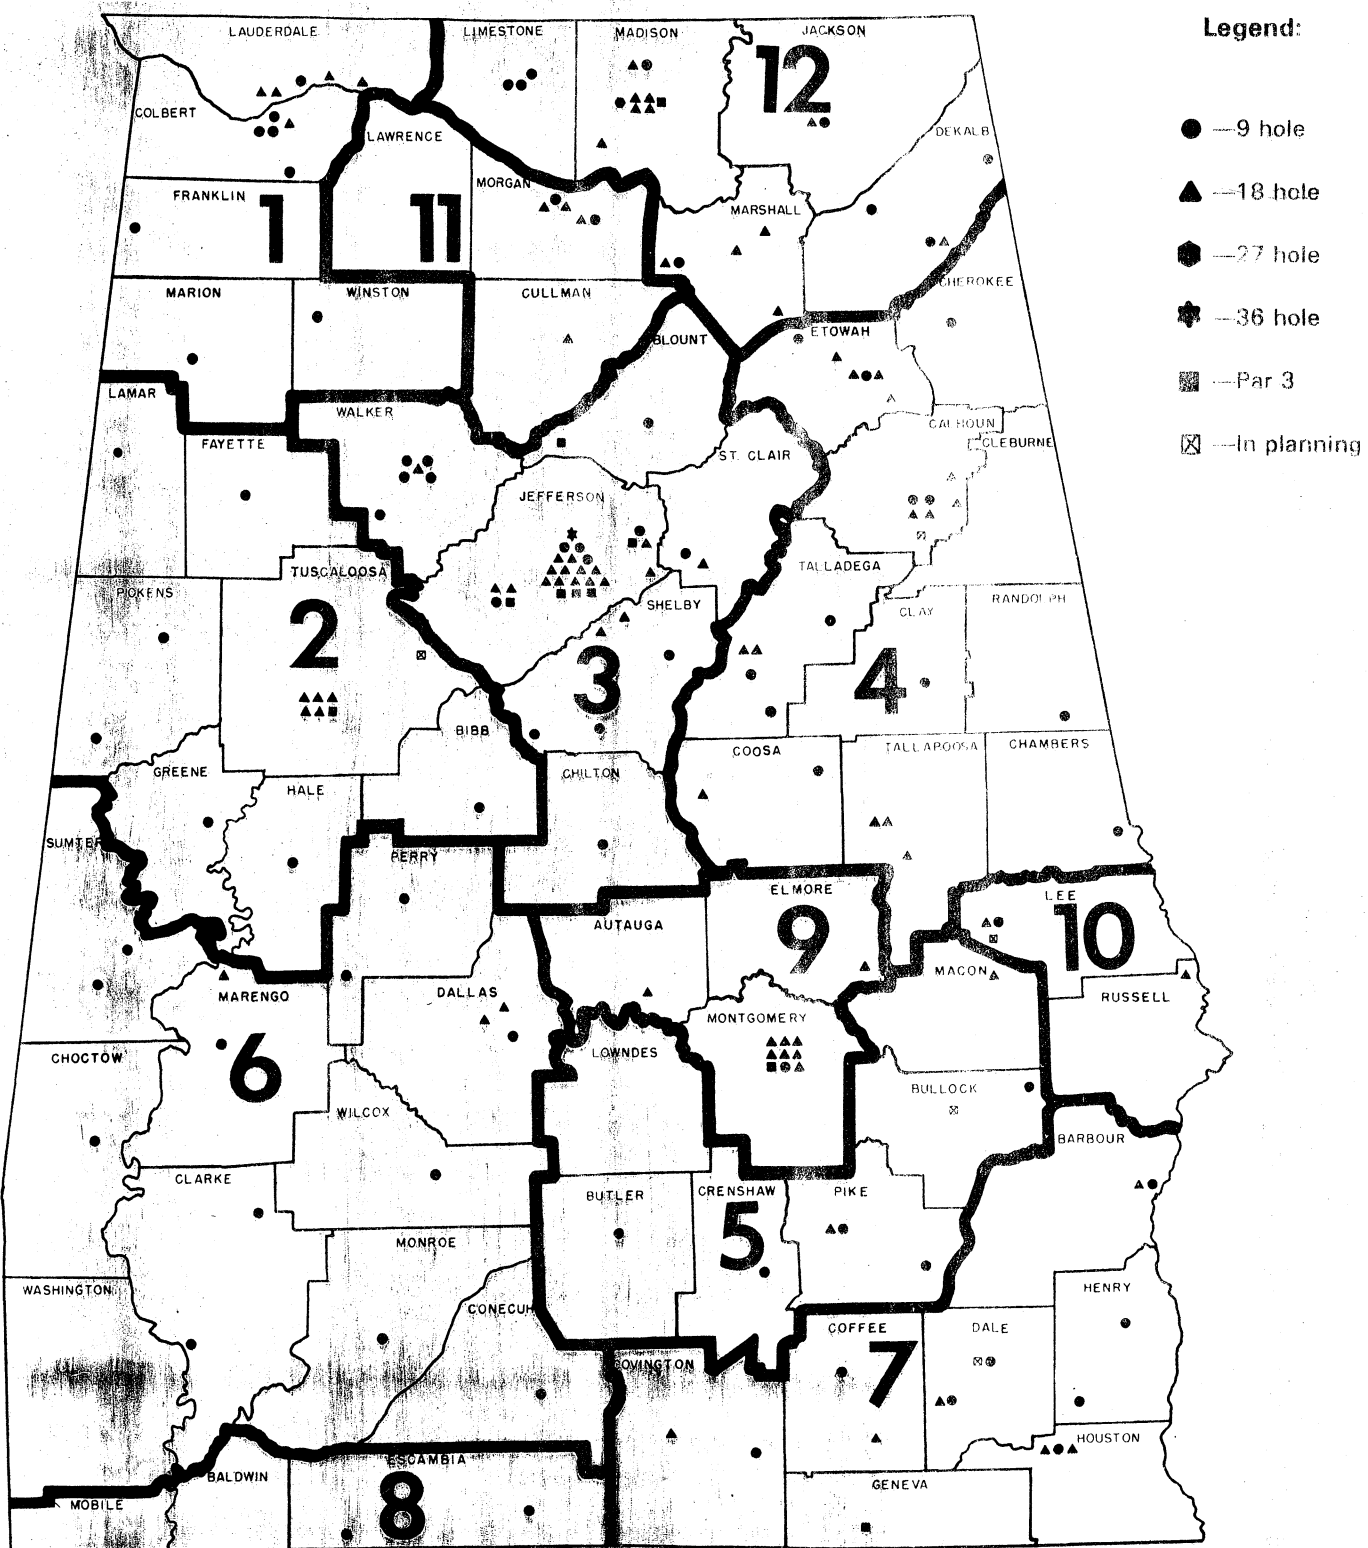 Legend:
—9 hole
—18 hole
—27 hole
—36 hole
—Par 3
—In planning
LAUDERDALE
LIMESTONE
MADISON
JACKSON
12
COLBERT
LAWRENCE
DEKALB
FRANKLIN
1
11
MORGAN
MARSHALL
MARION
WINSTON
CULLMAN
CHEROKEE
BLOUNT
ETOWAH
LAMAR
WALKER
FAYETTE
CALHOUN
CLEBURNE
ST. CLAIR
JEFFERSON
TUSCALOOSA
TALLADEGA
PICKENS
2
SHELBY
CLAY
RANDOLPH
3
4
BIBB
COOSA
TALLAPOOSA
CHAMBERS
GREENE
HALE
CHILTON
SUMTER
PERRY
ELMORE
LEE
AUTAUGA
9
10
MACON
MARENGO
DALLAS
RUSSELL
MONTGOMERY
CHOCTOW
6
LOWNDES
WILCOX
BULLOCK
BARBOUR
CLARKE
BUTLER
CRENSHAW
PIKE
5
MONROE
WASHINGTON
CONECUH
HENRY
COFFEE
DALE
COVINGTON
7
HOUSTON
ESCAMBIA
BALDWIN
GENEVA
MOBILE
8